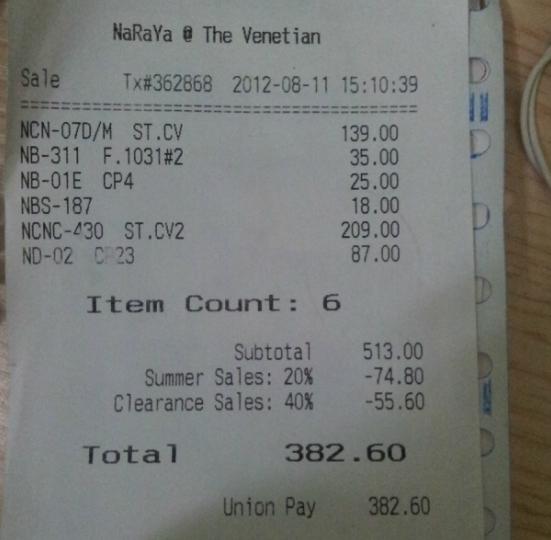 NaRaYa @ The Venetian
Sale Tx#362868 2012-08-11 15:10:39
========================================
NCN-07D/M ST.CV 139.00
NB-311 F.1031#2 35.00
NB-01E CP4 25.00
NBS-187 18.00
NCNC-430 ST.CV2 209.00
ND-02 CP23 87.00
Item Count: 6
Subtotal 513.00
Summer Sales: 20% -74.80
Clearance Sales: 40% -55.60
Total 382.60
Union Pay 382.60